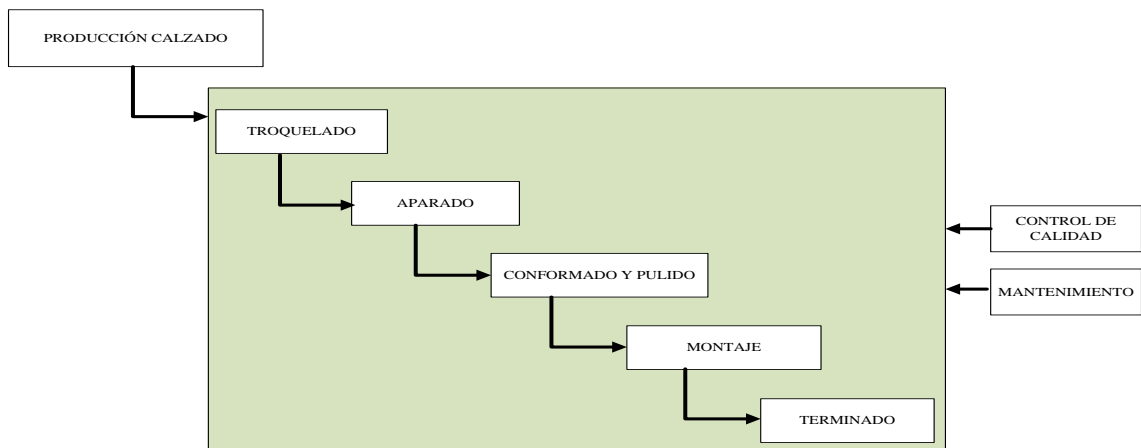 PRODUCCIÓN CALZADO
TROQUELADO
APARADO
CONFORMADO Y PULIDO
MONTAJE
TERMINADO
CONTROL DE
CALIDAD
MANTENIMIENTO